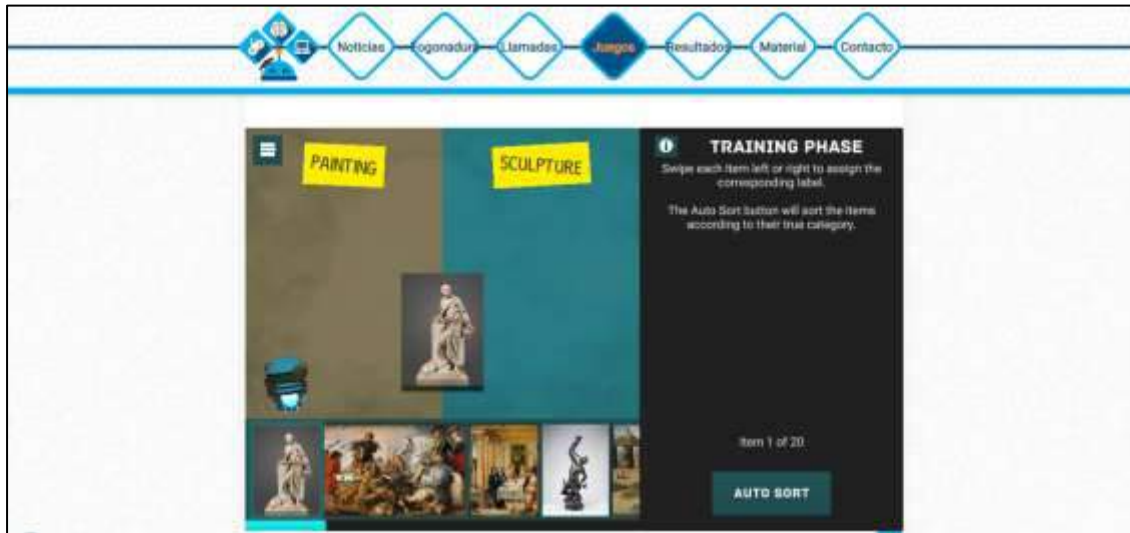 Noticias
Fogonadura
Llamadas
Juegos
Resultados
Material
Contacto
PAINTING
SCULPTURE
TRAINING PHASE
Swipe each item left or right to assign the
corresponding label.
The Auto Sort button will sort the items
according to their true category.
Item 1 of 20
AUTO SORT